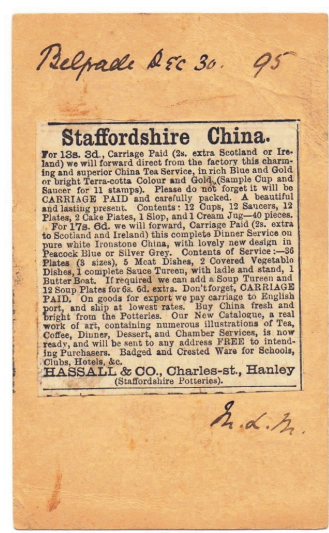 Belgrade Dec 30. 95
Staffordshire China.
For 13s. 3d., Carriage Paid (2s. extra Scotland or Ire-
land) we will forward direct from the factory this charm-
ing and superior China Tea Service, in rich Blue and Gold
or bright Terra-cotta Colour and Gold. (Sample Cup and
Saucer for 11 stamps). Please do not forget it will be
CARRIAGE PAID and carefully packed. A beautiful
and lasting present. Contents: 12 Cups, 12 Saucers, 12
Plates, 2 Cake Plates, 1 Slop, and 1 Cream Jug—40 pieces.
For 17s. 6d. we will forward, Carriage Paid (2s. extra
to Scotland and Ireland) this complete Dinner Service on
pure white Ironstone China, with lovely new design in
Peacock Blue or Silver Grey. Contents of Service:—36
Plates (3 sizes), 5 Meat Dishes, 2 Covered Vegetable
Dishes, 1 complete Sauce Tureen, with ladle and stand, 1
Butter Boat. If required we can add a Soup Tureen and
12 Soup Plates for 6s. 6d. extra. Don't forget, CARRIAGE
PAID. On goods for export we pay carriage to English
port, and ship at lowest rates. Buy China fresh and
bright from the Potteries. Our New Catalogue, a real
work of art, containing numerous illustrations of Tea,
Coffee, Dinner, Dessert, and Chamber Services, is now
ready, and will be sent to any address FREE to intend-
ing Purchasers. Badged and Crested Ware for Schools,
Clubs, Hotels, &c.
HASSALL & CO., Charles-st., Hanley
(Staffordshire Potteries).
M. L. M.